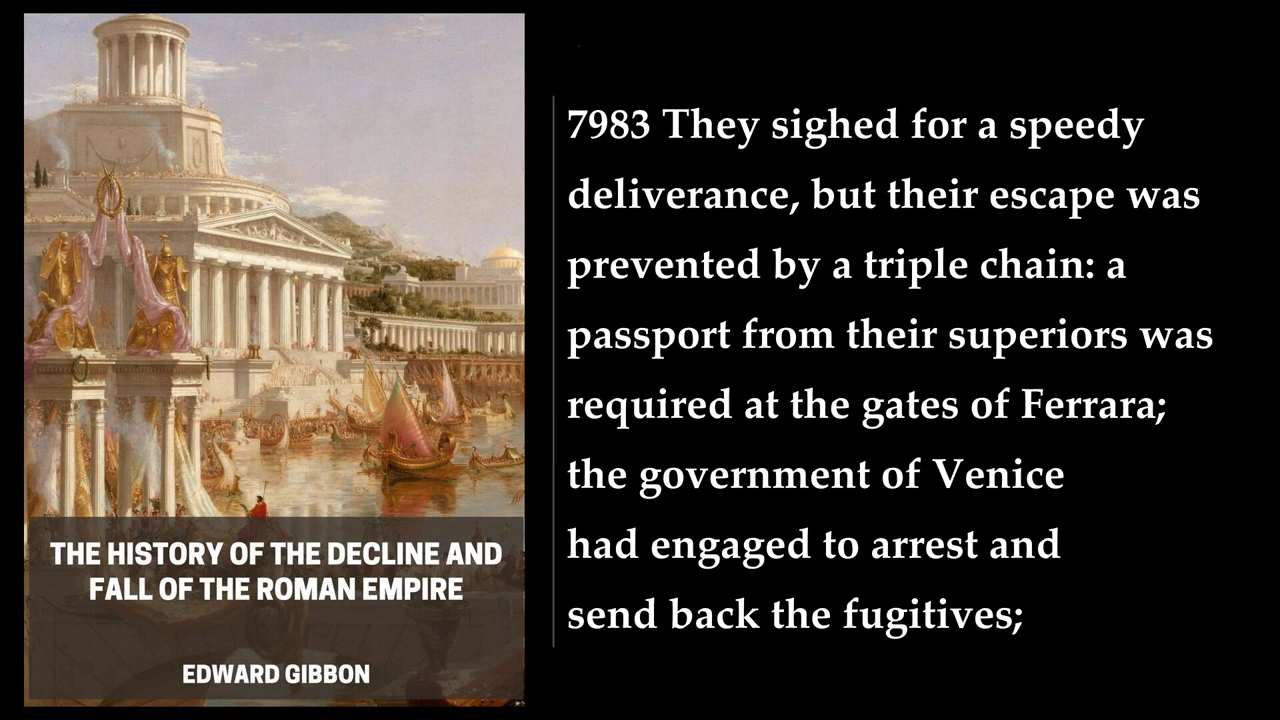 THE HISTORY OF THE DECLINE AND
FALL OF THE ROMAN EMPIRE
EDWARD GIBBON
7983 They sighed for a speedy
deliverance, but their escape was
prevented by a triple chain: a
passport from their superiors was
required at the gates of Ferrara;
the government of Venice
had engaged to arrest and
send back the fugitives;